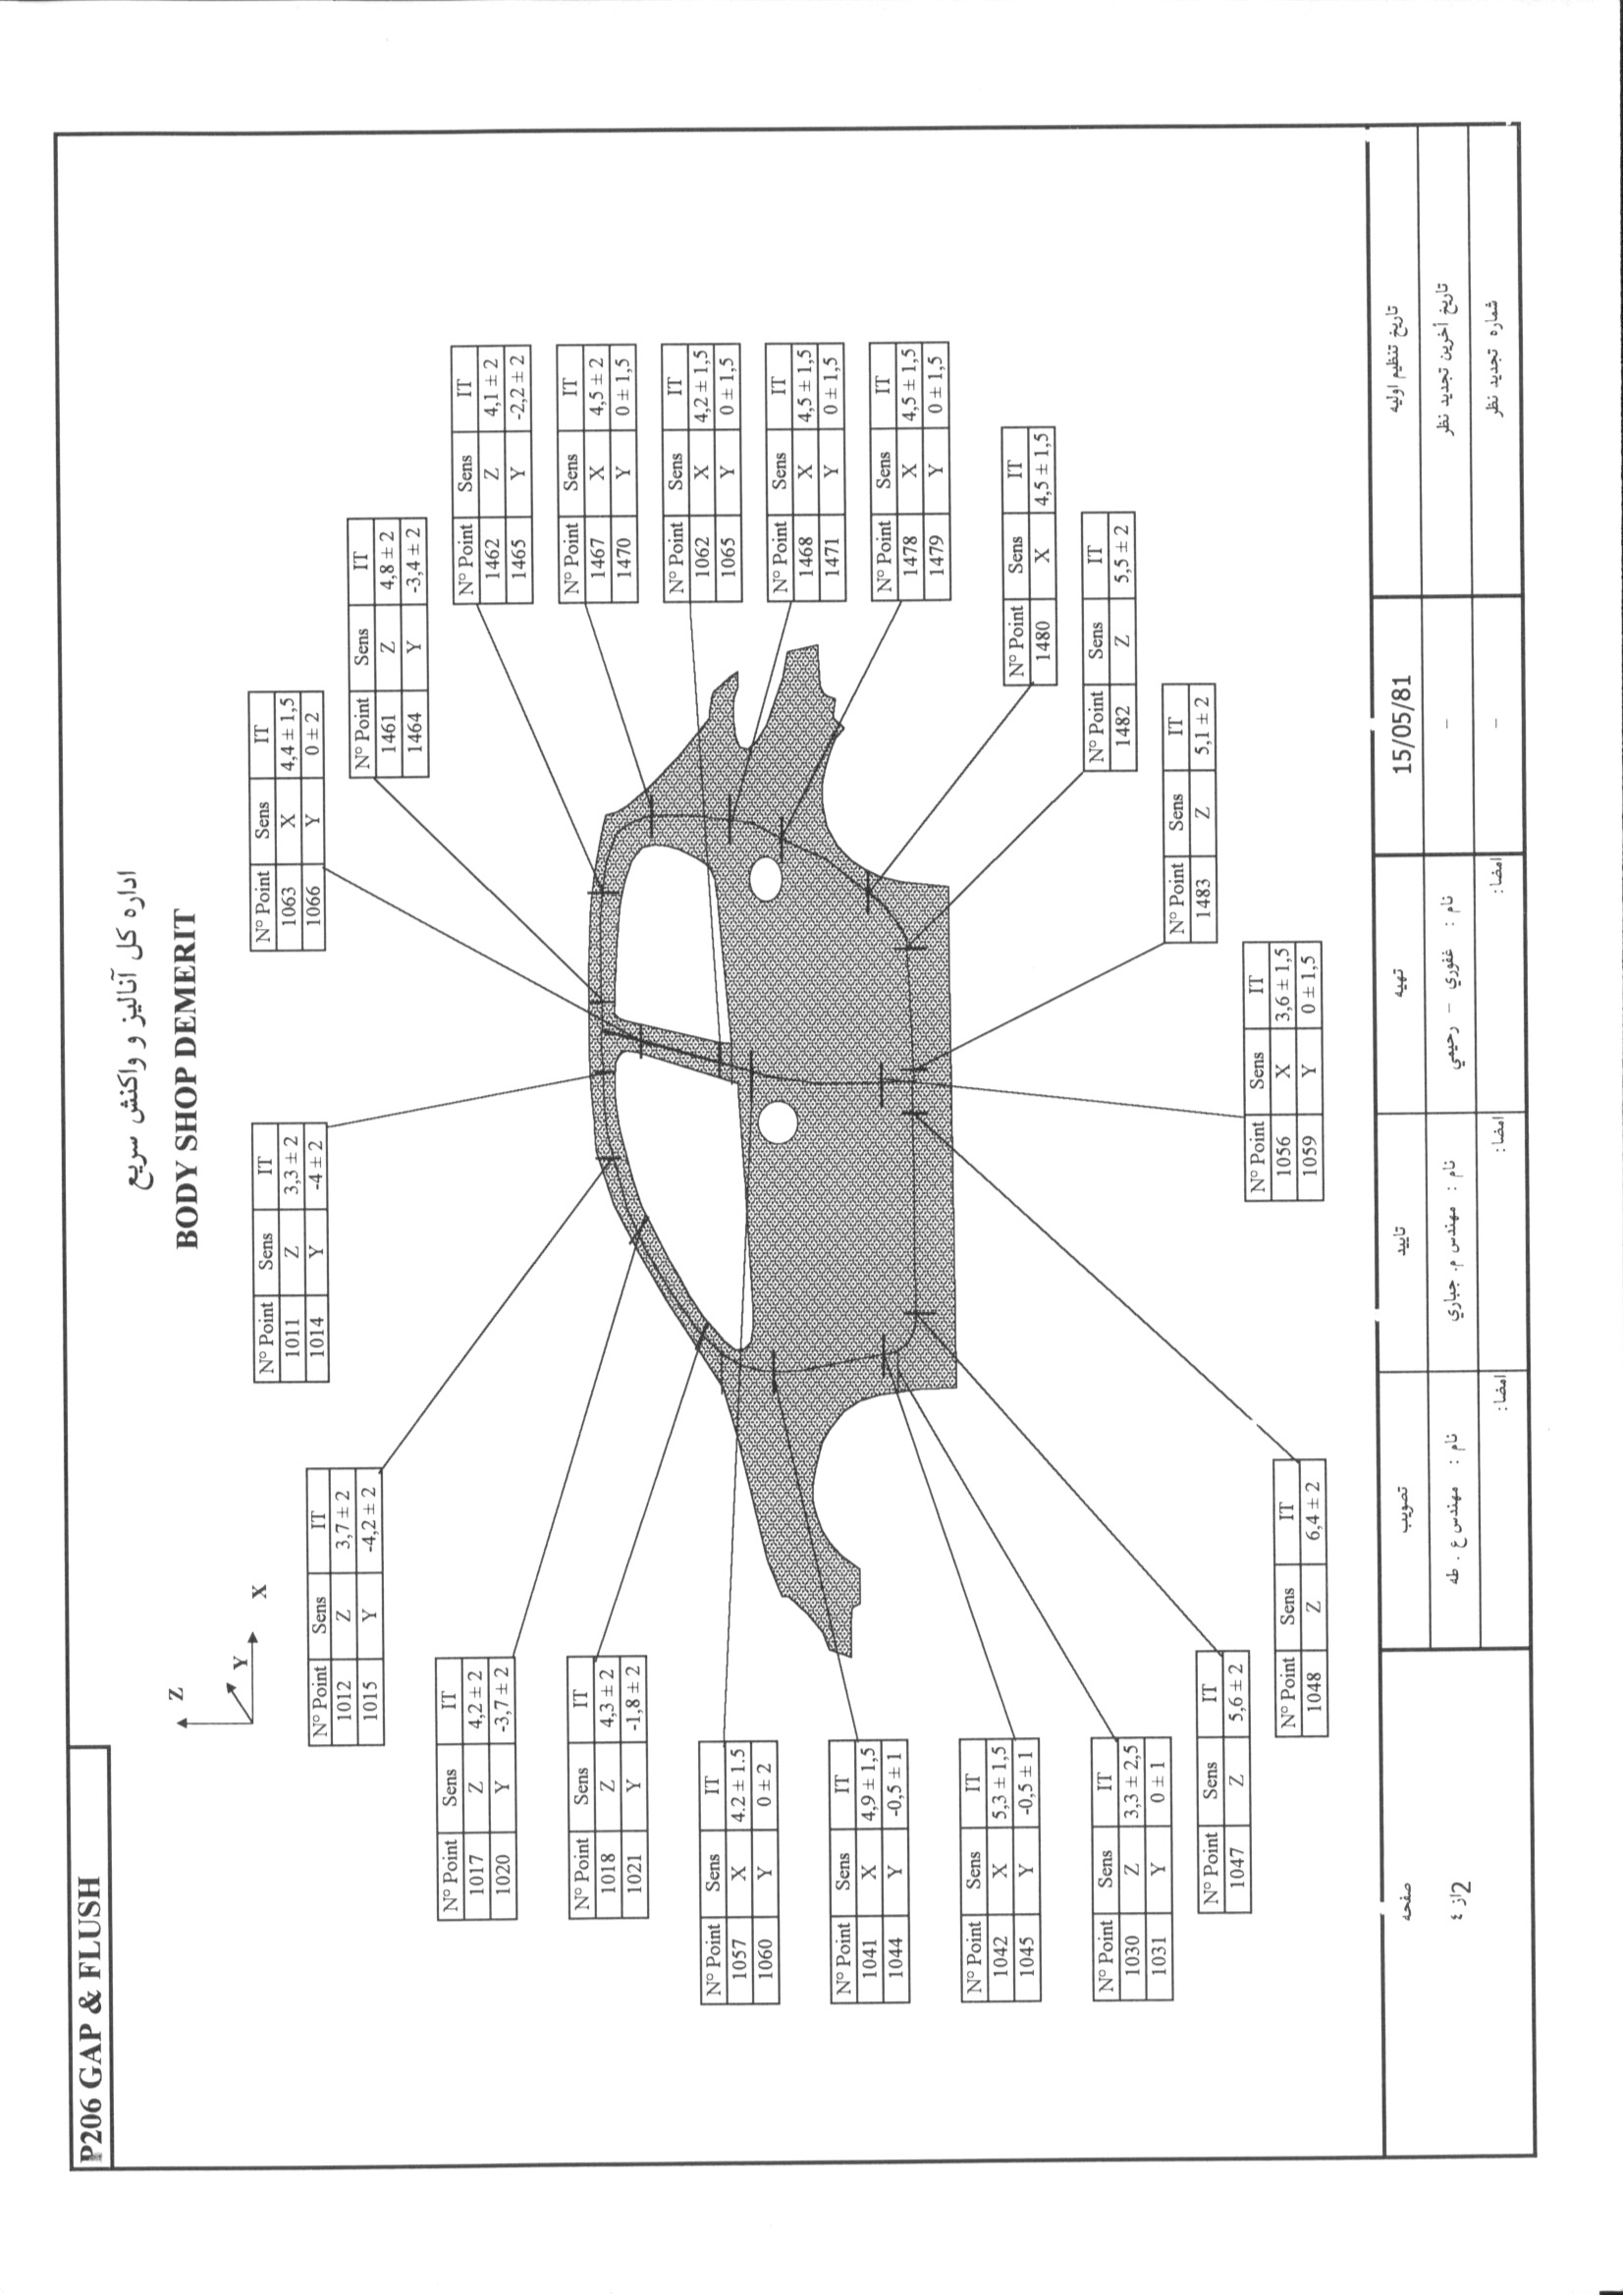 P206 GAP & FLUSH
اداره کل آنالیز و واکنش سریع
BODY SHOP DEMERIT
Z
Y
X
N° Point Sens IT
1012 Z 3,7 ± 2
1015 Y -4,2 ± 2
N° Point Sens IT
1011 Z 3,3 ± 2
1014 Y -4 ± 2
N° Point Sens IT
1063 X 4,4 ± 1,5
1066 Y 0 ± 2
N° Point Sens IT
1461 Z 4,8 ± 2
1464 Y -3,4 ± 2
N° Point Sens IT
1017 Z 4,2 ± 2
1020 Y -3,7 ± 2
N° Point Sens IT
1462 Z 4,1 ± 2
1465 Y -2,2 ± 2
N° Point Sens IT
1018 Z 4,3 ± 2
1021 Y -1,8 ± 2
N° Point Sens IT
1467 X 4,5 ± 2
1470 Y 0 ± 1,5
N° Point Sens IT
1057 X 4.2 ± 1.5
1060 Y 0 ± 2
N° Point Sens IT
1062 X 4,2 ± 1,5
1065 Y 0 ± 1,5
N° Point Sens IT
1041 X 4,9 ± 1,5
1044 Y -0,5 ± 1
N° Point Sens IT
1468 X 4,5 ± 1,5
1471 Y 0 ± 1,5
N° Point Sens IT
1042 X 5,3 ± 1,5
1045 Y -0,5 ± 1
N° Point Sens IT
1478 X 4,5 ± 1,5
1479 Y 0 ± 1,5
N° Point Sens IT
1030 Z 3,3 ± 2,5
1031 Y 0 ± 1
N° Point Sens IT
1480 X 4,5 ± 1,5
N° Point Sens IT
1047 Z 5,6 ± 2
N° Point Sens IT
1482 Z 5,5 ± 2
N° Point Sens IT
1048 Z 6,4 ± 2
N° Point Sens IT
1483 Z 5,1 ± 2
N° Point Sens IT
1056 X 3,6 ± 1,5
1059 Y 0 ± 1,5
تاریخ تنظیم اولیه 15/05/81 تهیه تایید تصویب صفحه
تاریخ آخرین تجدید نظر - نام : غفوري - رحیمي نام : مهندس م. جباري نام : مهندس ع . طه 2از ٤
شماره تجدید نظر - امضا : امضا : امضا :